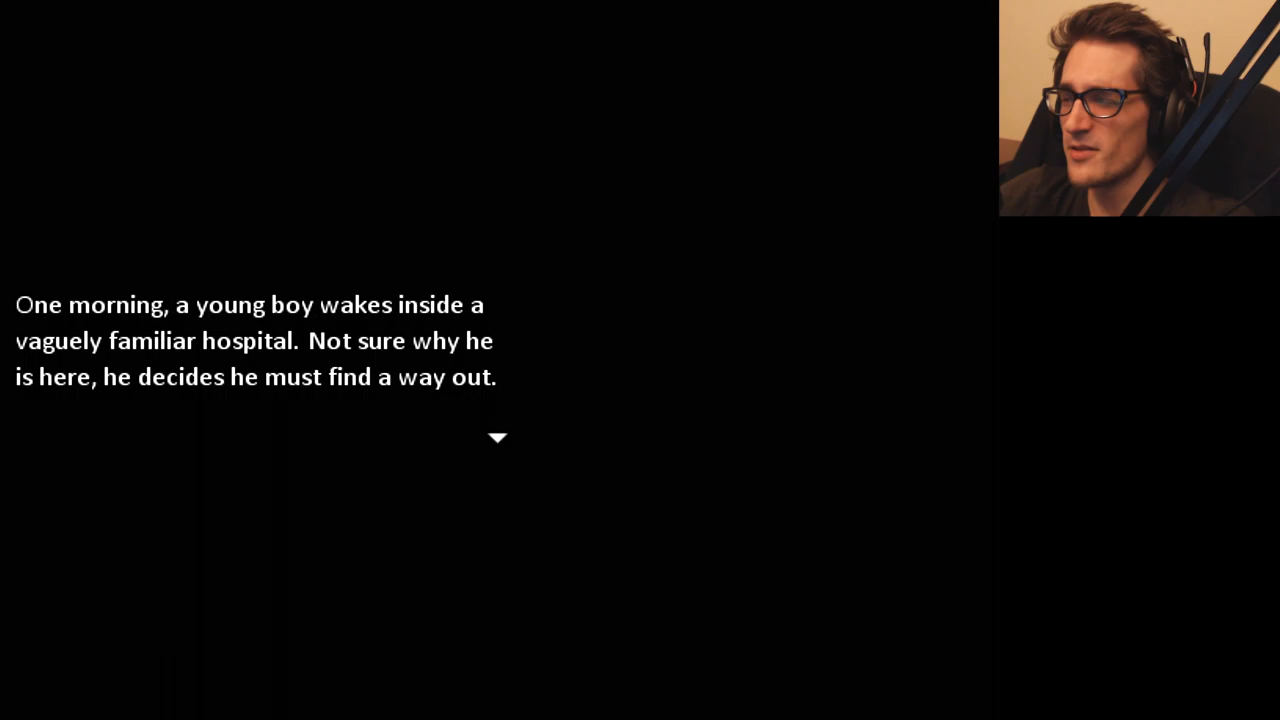 One morning, a young boy wakes inside a
vaguely familiar hospital. Not sure why he
is here, he decides he must find a way out.